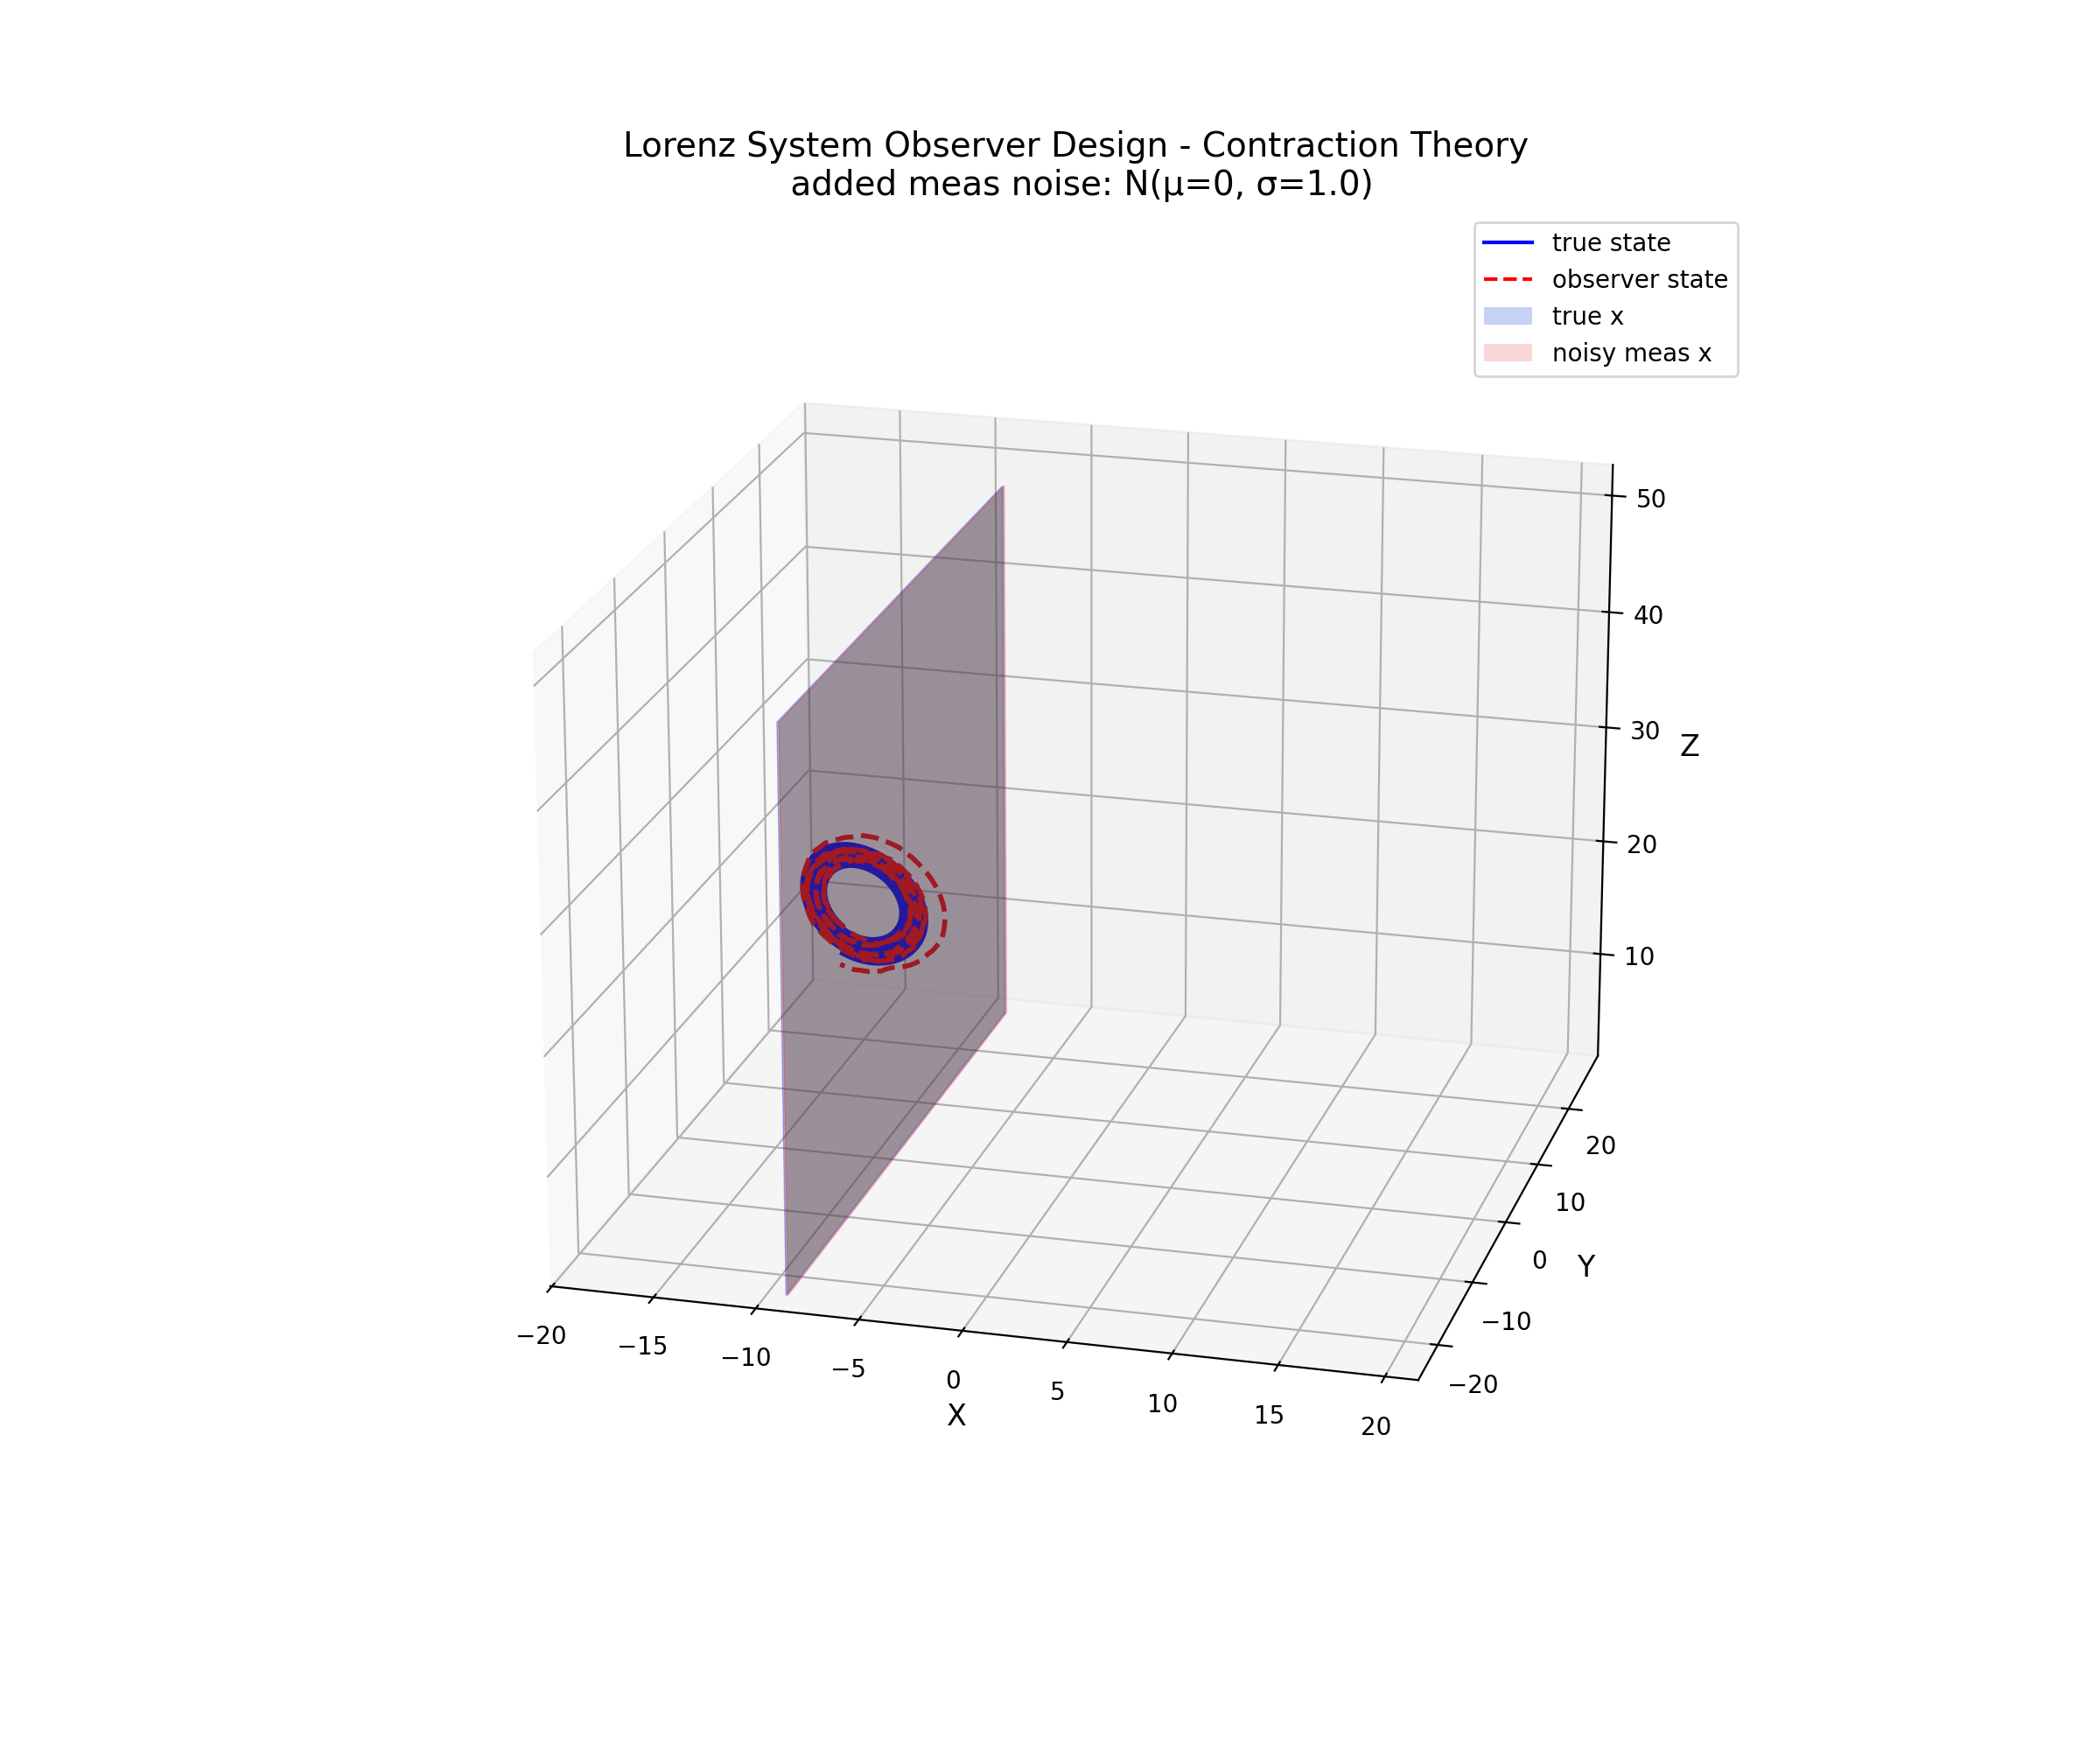 Lorenz System Observer Design - Contraction Theory
added meas noise: N(μ=0, σ=1.0)
true state
observer state
true x
noisy meas x
50
40
30
20
10
Z
20
10
0
−10
−20
Y
−20
−15
−10
−5
0
5
10
15
20
X